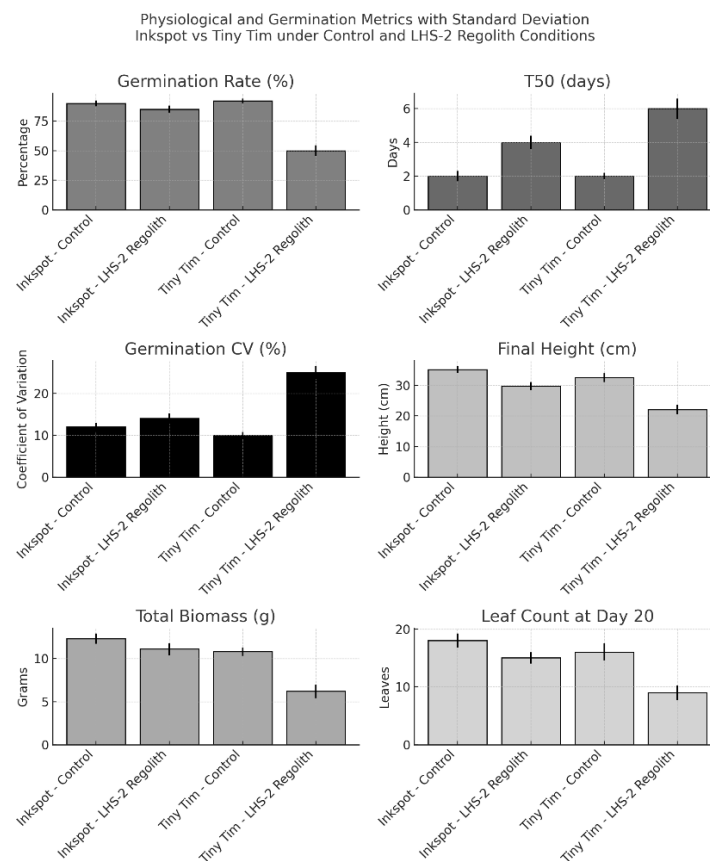 Physiological and Germination Metrics with Standard Deviation
Inkspot vs Tiny Tim under Control and LHS-2 Regolith Conditions
Germination Rate (%)
Percentage
75
50
25
0
Inkspot - Control
Inkspot - LHS-2 Regolith
Tiny Tim - Control
Tiny Tim - LHS-2 Regolith
T50 (days)
Days
6
4
2
0
Inkspot - Control
Inkspot - LHS-2 Regolith
Tiny Tim - Control
Tiny Tim - LHS-2 Regolith
Germination CV (%)
Coefficient of Variation
20
10
0
Inkspot - Control
Inkspot - LHS-2 Regolith
Tiny Tim - Control
Tiny Tim - LHS-2 Regolith
Final Height (cm)
Height (cm)
30
20
10
0
Inkspot - Control
Inkspot - LHS-2 Regolith
Tiny Tim - Control
Tiny Tim - LHS-2 Regolith
Total Biomass (g)
Grams
10
5
0
Inkspot - Control
Inkspot - LHS-2 Regolith
Tiny Tim - Control
Tiny Tim - LHS-2 Regolith
Leaf Count at Day 20
Leaves
20
10
0
Inkspot - Control
Inkspot - LHS-2 Regolith
Tiny Tim - Control
Tiny Tim - LHS-2 Regolith